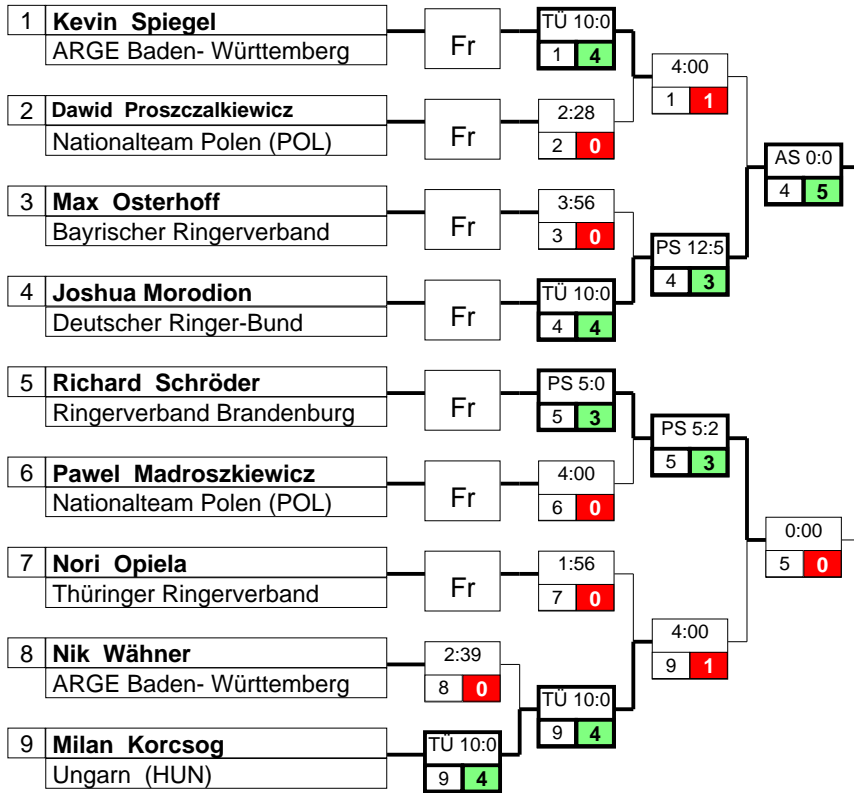 1 Kevin Spiegel
ARGE Baden- Württemberg
Fr
TÜ 10:0
1 4
4:00
1 1
2 Dawid Proszczalkiewicz
Nationalteam Polen (POL)
Fr
2:28
2 0
AS 0:0
4 5
3 Max Osterhoff
Bayrischer Ringerverband
Fr
3:56
3 0
PS 12:5
4 3
4 Joshua Morodion
Deutscher Ringer-Bund
Fr
TÜ 10:0
4 4
5 Richard Schröder
Ringerverband Brandenburg
Fr
PS 5:0
5 3
PS 5:2
5 3
6 Pawel Madroszkiewicz
Nationalteam Polen (POL)
Fr
4:00
6 0
0:00
5 0
7 Nori Opiela
Thüringer Ringerverband
Fr
1:56
7 0
4:00
9 1
8 Nik Wähner
ARGE Baden- Württemberg
2:39
8 0
TÜ 10:0
9 4
9 Milan Korcsog
Ungarn (HUN)
TÜ 10:0
9 4